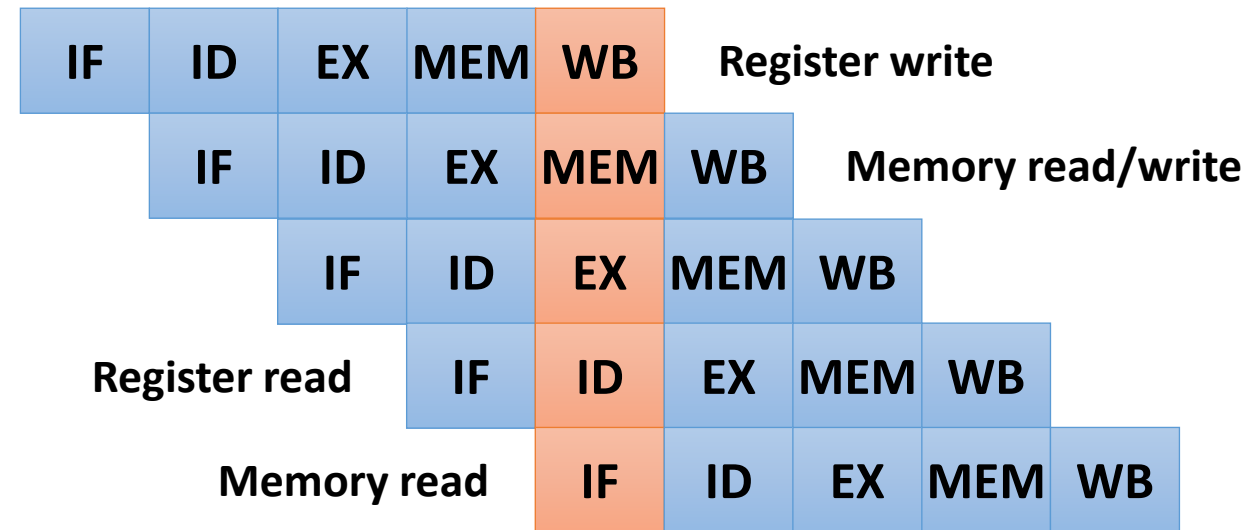 IF ID EX MEM WB Register write
IF ID EX MEM WB Memory read/write
IF ID EX MEM WB
Register read IF ID EX MEM WB
Memory read IF ID EX MEM WB